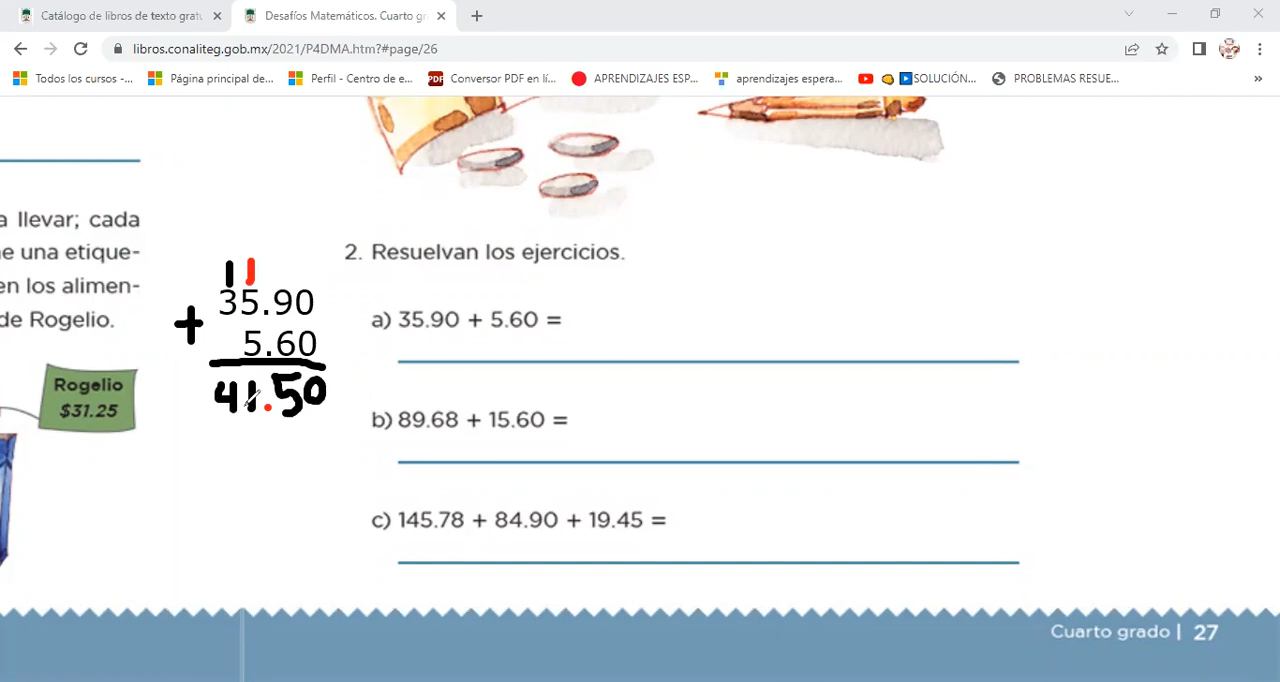 Catálogo de libros de texto gratu
Desafíos Matemáticos. Cuarto gr
libros.conaliteg.gob.mx/2021/P4DMA.htm?#page/26
Todos los cursos -...
Página principal de...
Perfil - Centro de e...
PDF
Conversor PDF en lí...
APRENDIZAJES ESP...
aprendizajes espera...
SOLUCIÓN...
PROBLEMAS RESUE...
»
a llevar; cada
e una etique-
en los alimen-
de Rogelio.
Rogelio
$31.25
1 1
35.90
+ 5.60
41.50
2. Resuelvan los ejercicios.
a) 35.90 + 5.60 =
b) 89.68 + 15.60 =
c) 145.78 + 84.90 + 19.45 =
Cuarto grado | 27